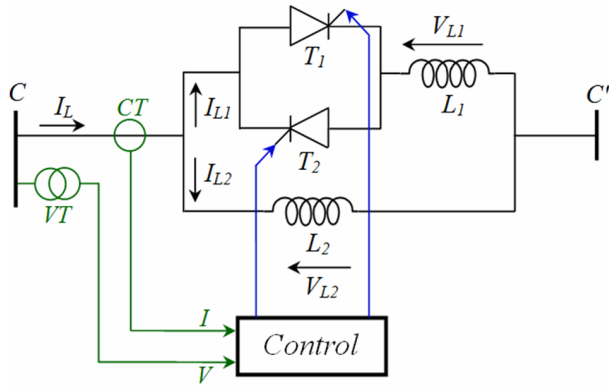 V_L1
T_1
C
I_L
CT
I_L1
L_1
C'
T_2
I_L2
VT
L_2
V_L2
I
Control
V